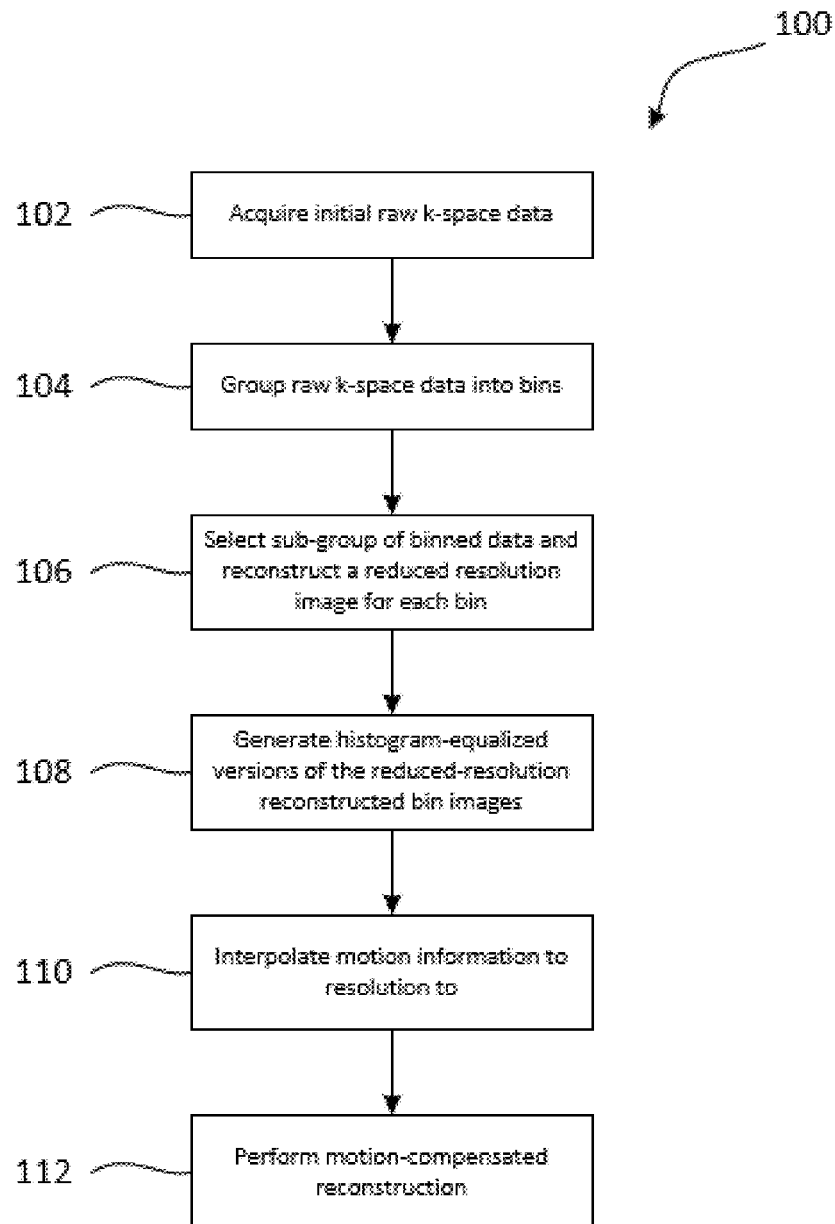 100
102
Acquire initial raw k-space data
104
Group raw k-space data into bins
106
Select sub-group of binned data and
reconstruct a reduced resolution
image for each bin
108
Generate histogram-equalized
versions of the reduced-resolution
reconstructed bin images
110
Interpolate motion information to
resolution to
112
Perform motion-compensated
reconstruction